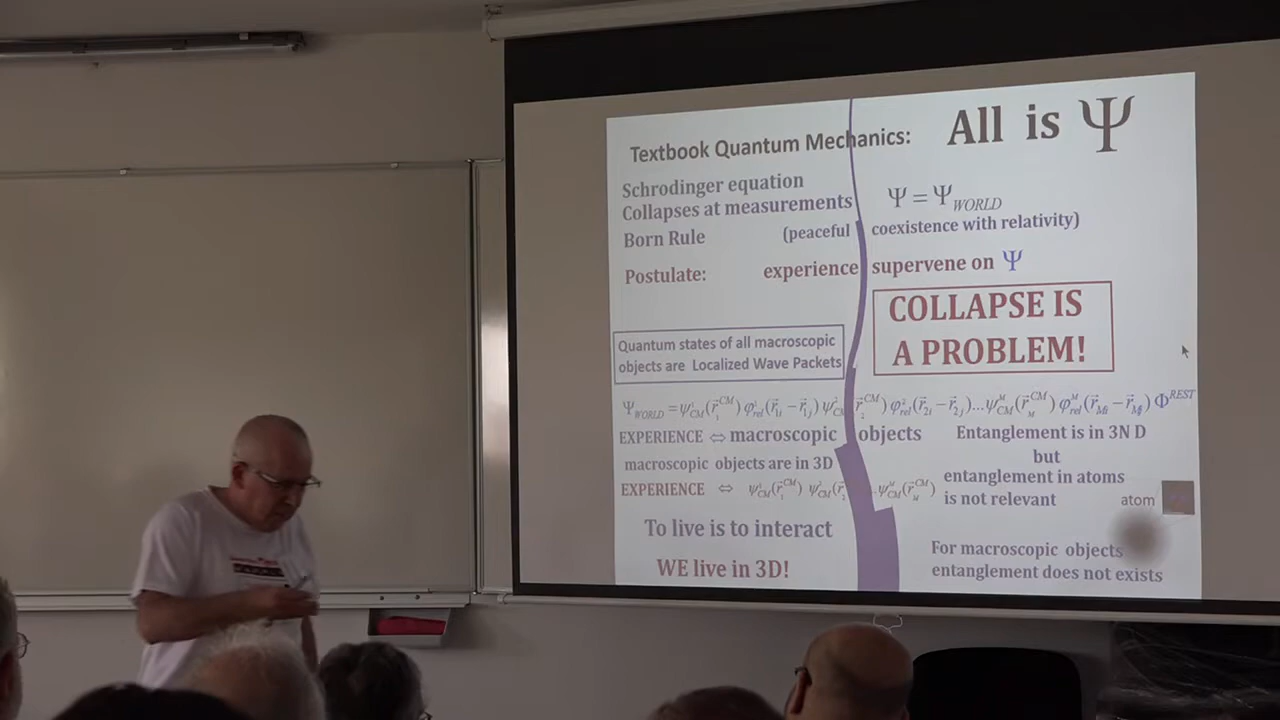 Textbook Quantum Mechanics:
All is Ψ
Schrodinger equation
Collapses at measurements
Ψ = Ψ_WORLD
Born Rule (peaceful coexistence with relativity)
Postulate: experience supervene on Ψ
COLLAPSE IS
A PROBLEM!
Quantum states of all macroscopic
objects are Localized Wave Packets
Ψ_WORLD =
Φ^REST
EXPERIENCE ⇔ macroscopic objects
Entanglement is in 3N D
but
macroscopic objects are in 3D
entanglement in atoms
EXPERIENCE ⇔
is not relevant
atom
To live is to interact
WE live in 3D!
For macroscopic objects
entanglement does not exists